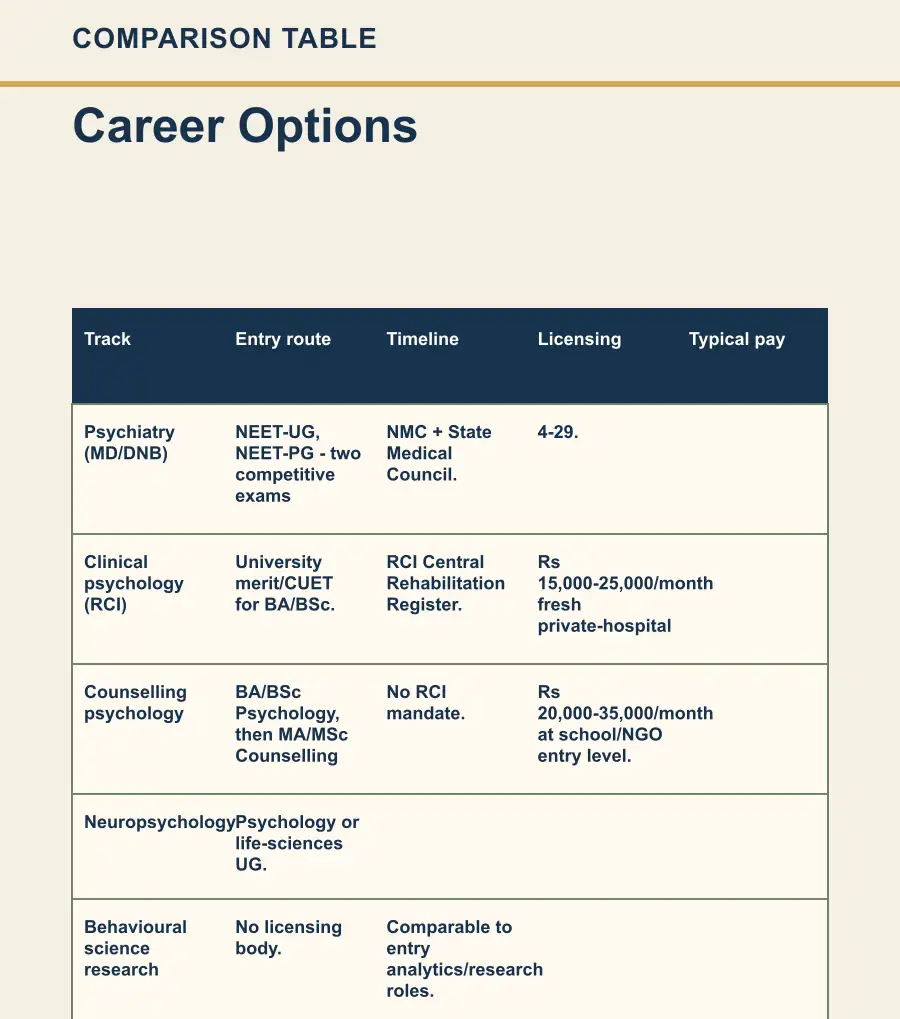 COMPARISON TABLE
Career Options
Track Entry route Timeline Licensing Typical pay
Psychiatry NEET-UG, NMC + State 4-29.
(MD/DNB) NEET-PG - two Medical
competitive Council.
exams
Clinical University RCI Central Rs
psychology merit/CUET Rehabilitation 15,000-25,000/month
(RCI) for BA/BSc. Register. fresh
private-hospital
Counselling BA/BSc No RCI Rs
psychology Psychology, mandate. 20,000-35,000/month
then MA/MSc at school/NGO
Counselling entry level.
Neuropsychology Psychology or
life-sciences
UG.
Behavioural No licensing Comparable to
science body. entry
research analytics/research
roles.